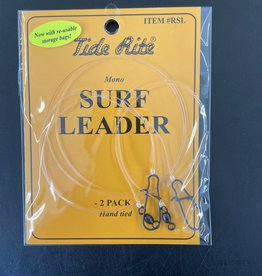 ITEM #RSL
Now with re-usable
storage bags!
Tide Rite®
Mono
SURF
LEADER
- 2 PACK
Hand tied